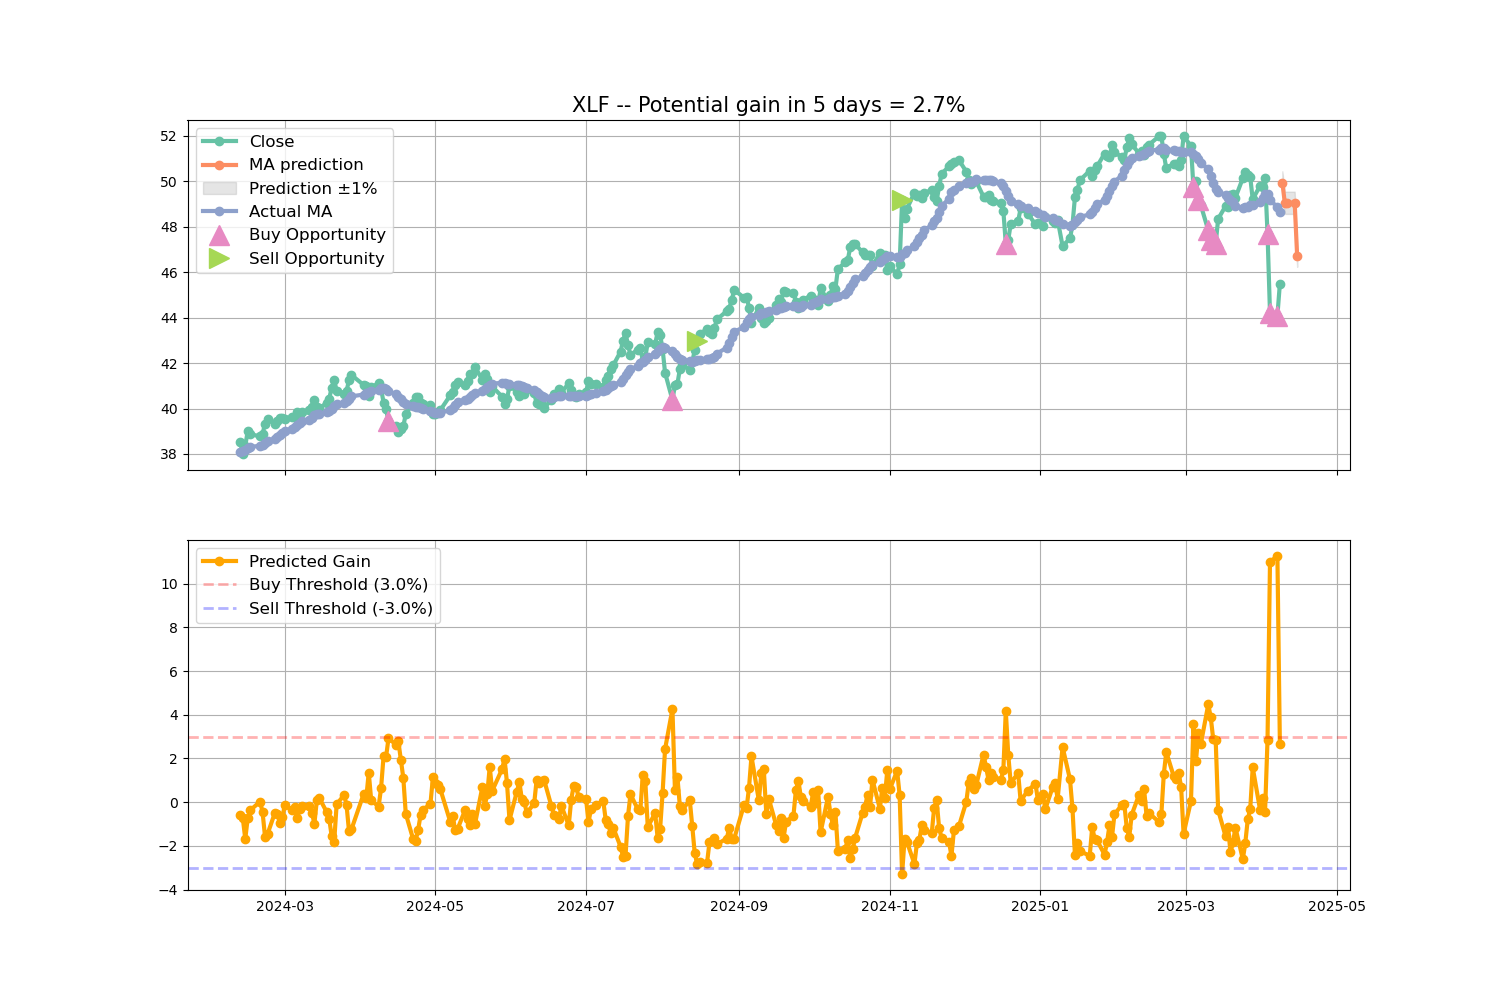 XLF -- Potential gain in 5 days = 2.7%
52
50
48
46
44
42
40
38
Close
MA prediction
Prediction ±1%
Actual MA
Buy Opportunity
Sell Opportunity
10
8
6
4
2
0
−2
−4
Predicted Gain
Buy Threshold (3.0%)
Sell Threshold (-3.0%)
2024-03 2024-05 2024-07 2024-09 2024-11 2025-01 2025-03 2025-05